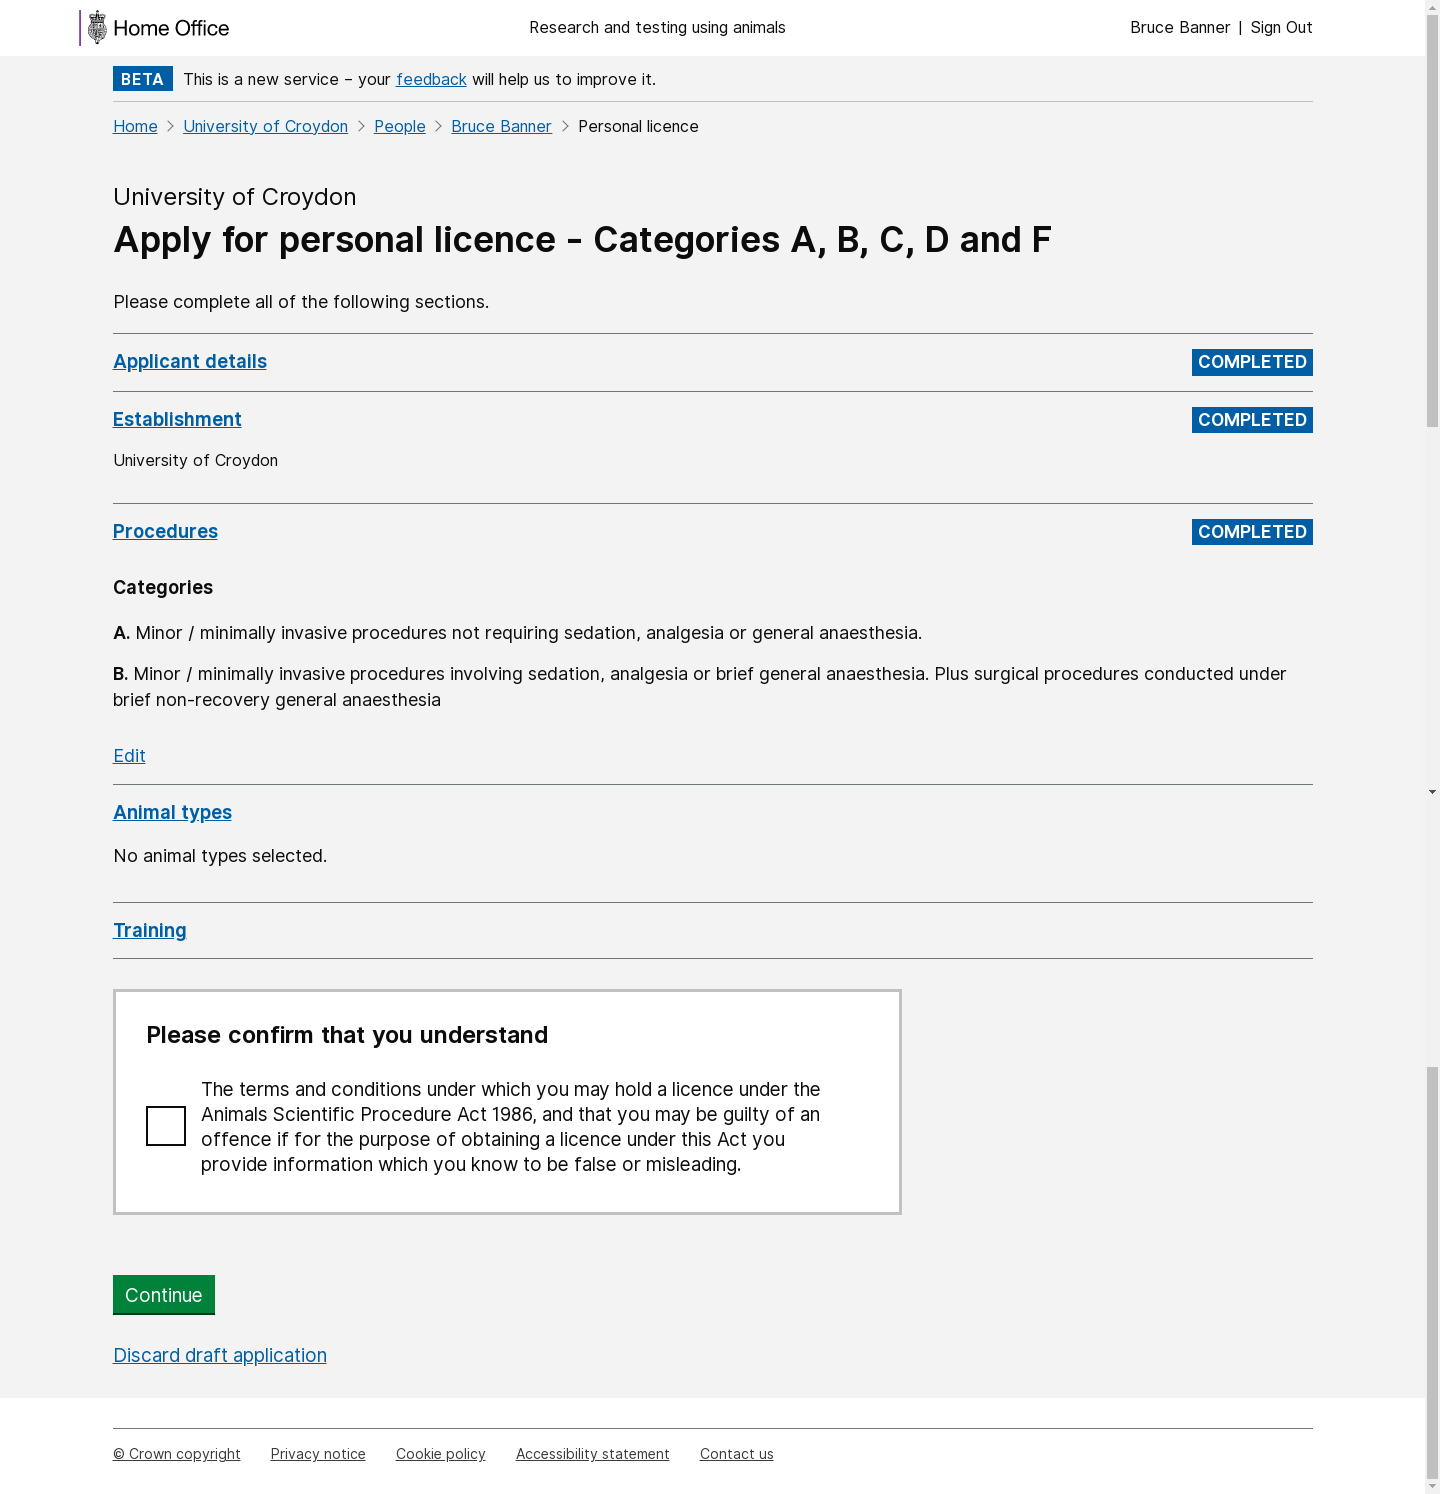 Home Office
Research and testing using animals
Bruce Banner | Sign Out
BETA This is a new service – your feedback will help us to improve it.
Home > University of Croydon > People > Bruce Banner > Personal licence
University of Croydon
Apply for personal licence - Categories A, B, C, D and F
Please complete all of the following sections.
Applicant details COMPLETED
Establishment COMPLETED
University of Croydon
Procedures COMPLETED
Categories
A. Minor / minimally invasive procedures not requiring sedation, analgesia or general anaesthesia.
B. Minor / minimally invasive procedures involving sedation, analgesia or brief general anaesthesia. Plus surgical procedures conducted under
brief non-recovery general anaesthesia
Edit
Animal types
No animal types selected.
Training
Please confirm that you understand
The terms and conditions under which you may hold a licence under the
Animals Scientific Procedure Act 1986, and that you may be guilty of an
offence if for the purpose of obtaining a licence under this Act you
provide information which you know to be false or misleading.
Continue
Discard draft application
© Crown copyright Privacy notice Cookie policy Accessibility statement Contact us